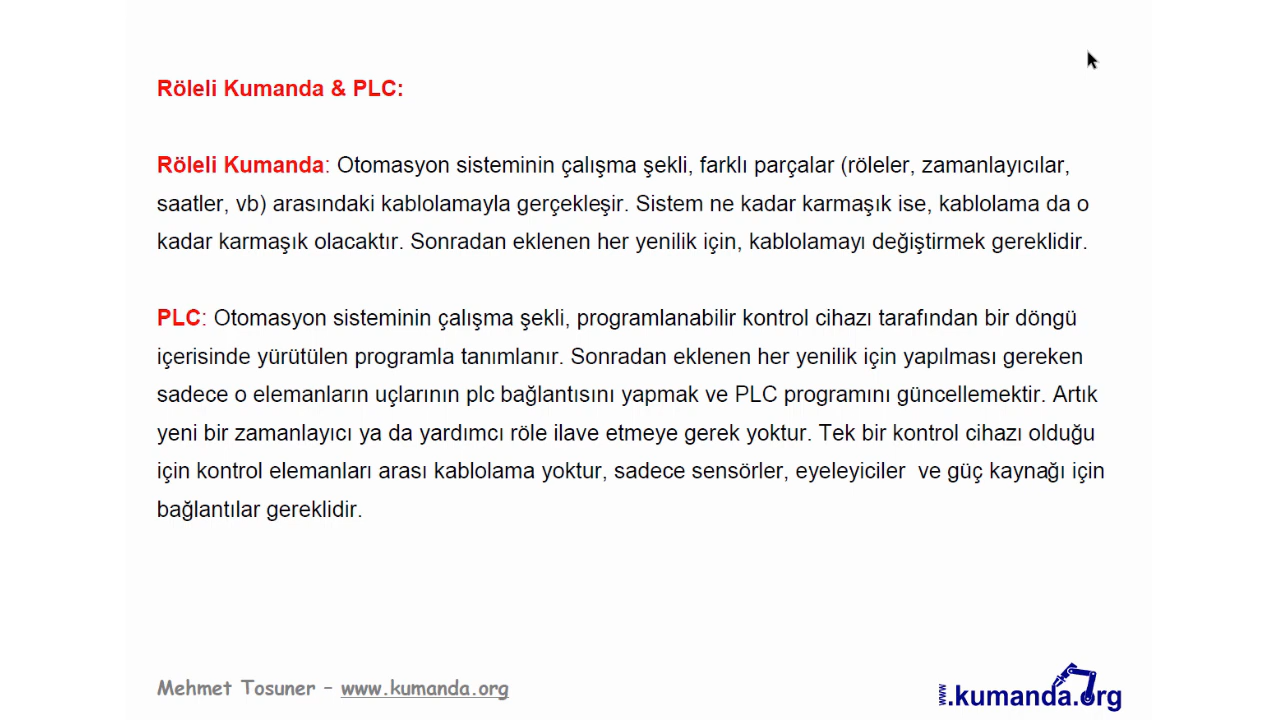 Röleli Kumanda & PLC:
Röleli Kumanda: Otomasyon sisteminin çalışma şekli, farklı parçalar (röleler, zamanlayıcılar,
saatler, vb) arasındaki kablolamayla gerçekleşir. Sistem ne kadar karmaşık ise, kablolama da o
kadar karmaşık olacaktır. Sonradan eklenen her yenilik için, kablolamayı değiştirmek gereklidir.
PLC: Otomasyon sisteminin çalışma şekli, programlanabilir kontrol cihazı tarafından bir döngü
içerisinde yürütülen programla tanımlanır. Sonradan eklenen her yenilik için yapılması gereken
sadece o elemanların uçlarının plc bağlantısını yapmak ve PLC programını güncellemektir. Artık
yeni bir zamanlayıcı ya da yardımcı röle ilave etmeye gerek yoktur. Tek bir kontrol cihazı olduğu
için kontrol elemanları arası kablolama yoktur, sadece sensörler, eyeleyiciler ve güç kaynağı için
bağlantılar gereklidir.
Mehmet Tosuner – www.kumanda.org
www.kumanda.org